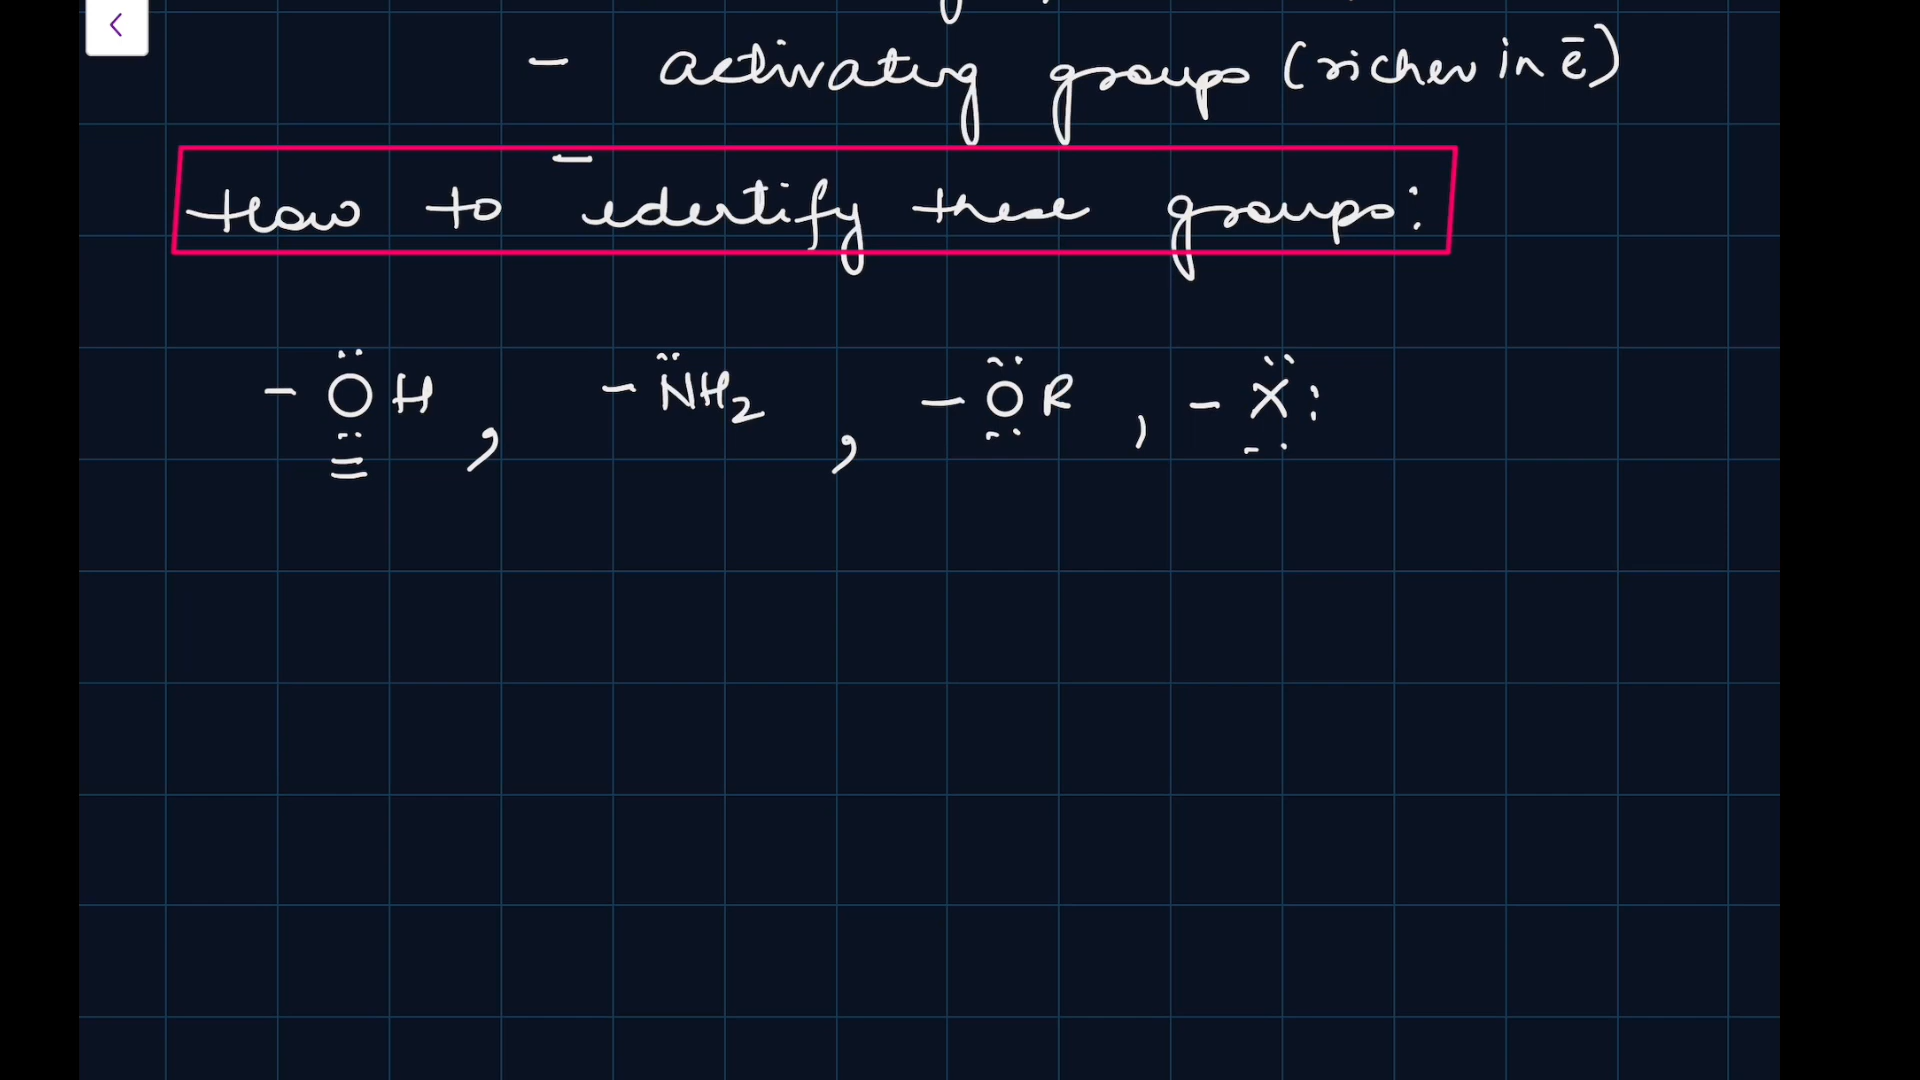 - activating groups (richer in ē)
How to identify these groups:
- ÖH, - N̈H₂, - ÖR, - Ẍ: